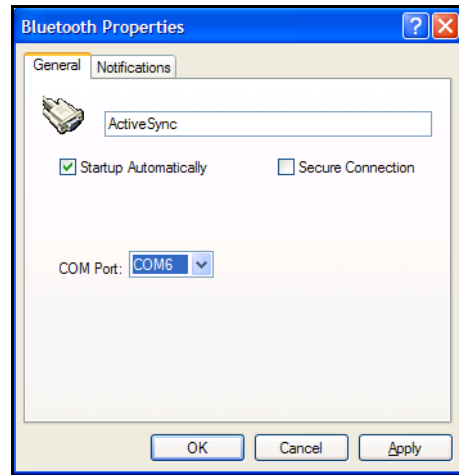 Bluetooth Properties
General Notifications
ActiveSync
Startup Automatically Secure Connection
COM Port: COM6
OK Cancel Apply